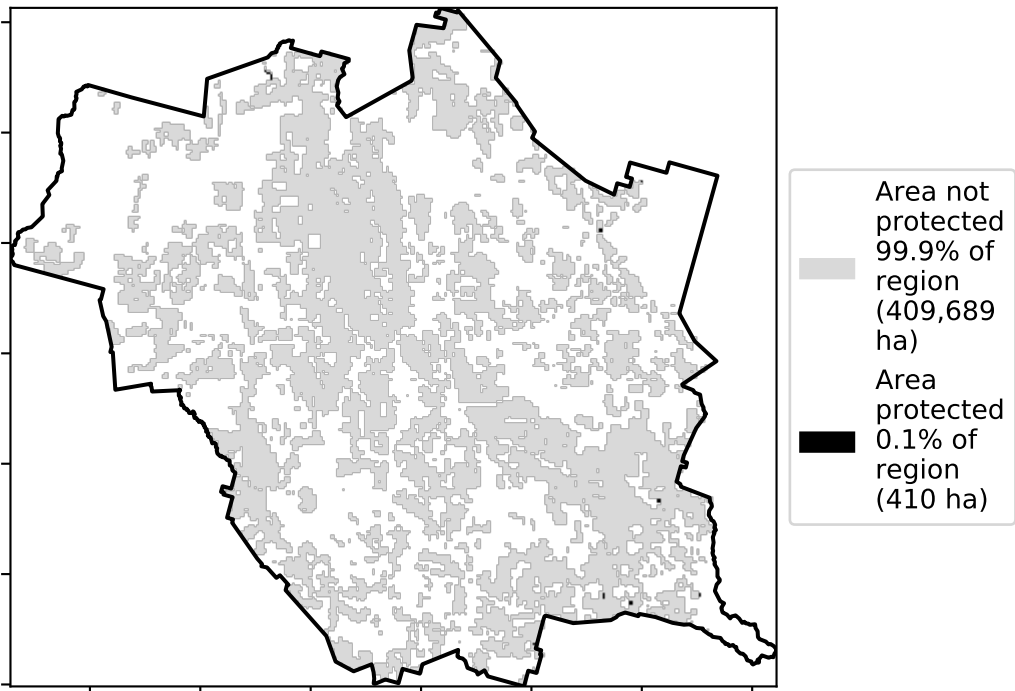 Area not
protected
99.9% of
region
(409,689
ha)
Area
protected
0.1% of
region
(410 ha)